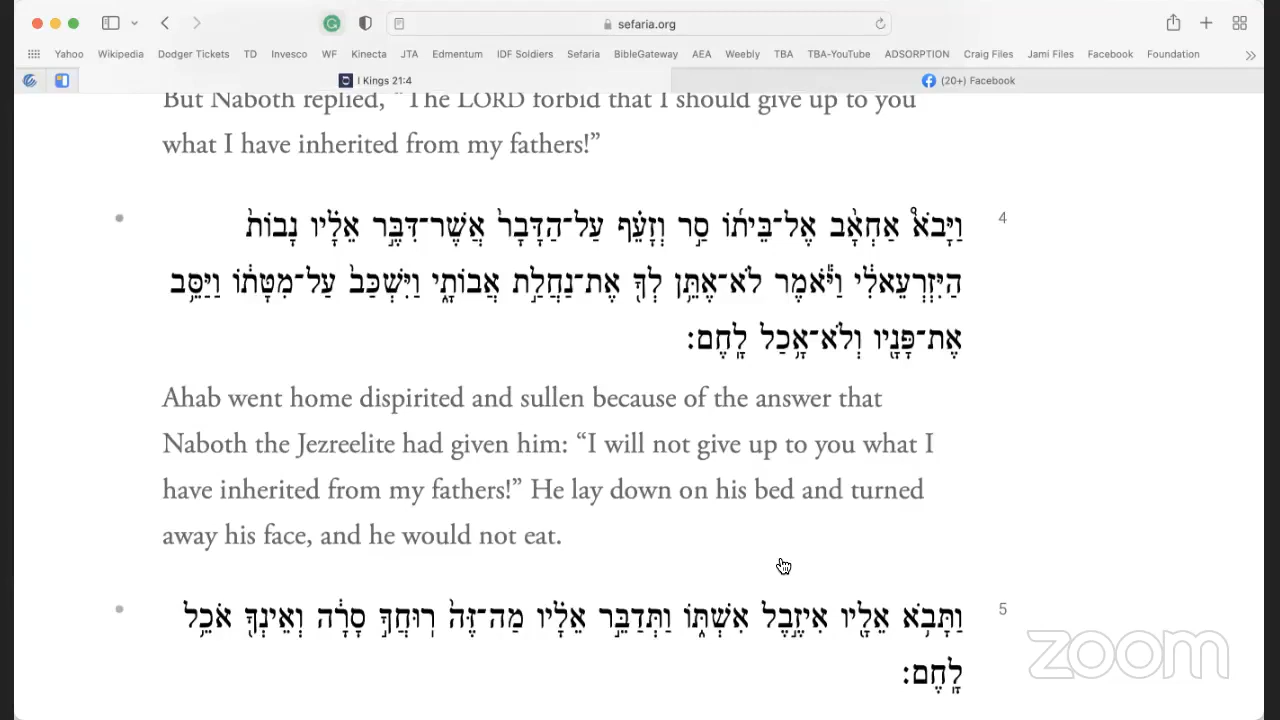 sefaria.org
Yahoo Wikipedia Dodger Tickets TD Invesco WF Kinecta JTA Edmentum IDF Soldiers Sefaria BibleGateway AEA Weebly TBA TBA-YouTube ADSORPTION Craig Files Jami Files Facebook Foundation
I Kings 21:4 (20+) Facebook
But Naboth replied, “The LORD forbid that I should give up to you
what I have inherited from my fathers!”
4
וַיָּבֹא֩ אַחְאָ֨ב אֶל־בֵּית֜וֹ סַ֣ר וְזָעֵ֗ף עַל־הַדָּבָר֙ אֲשֶׁר־דִּבֶּ֣ר אֵלָ֗יו נָבוֹת֙
הַיִּזְרְעֵאלִ֔י וַיֹּ֕אמֶר לֹא־אֶתֵּ֥ן לְךָ֖ אֶת־נַחֲלַ֣ת אֲבוֹתָ֑י וַיִּשְׁכַּב֙ עַל־מִטָּת֔וֹ וַיַּסֵּ֥ב
אֶת־פָּנָ֖יו וְלֹא־אָ֥כַל לָֽחֶם׃
Ahab went home dispirited and sullen because of the answer that
Naboth the Jezreelite had given him: “I will not give up to you what I
have inherited from my fathers!” He lay down on his bed and turned
away his face, and he would not eat.
5
וַתָּבֹ֥א אֵלָ֖יו אִיזֶ֣בֶל אִשְׁתּ֑וֹ וַתְּדַבֵּ֣ר אֵלָ֗יו מַה־זֶּה֙ רוּחֲךָ֣ סָרָ֔ה וְאֵינְךָ֖ אֹכֵ֥ל
לָֽחֶם׃
zoom